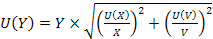 U(Y) = Y × √((U(X)/X)² + (U(V)/V)²)